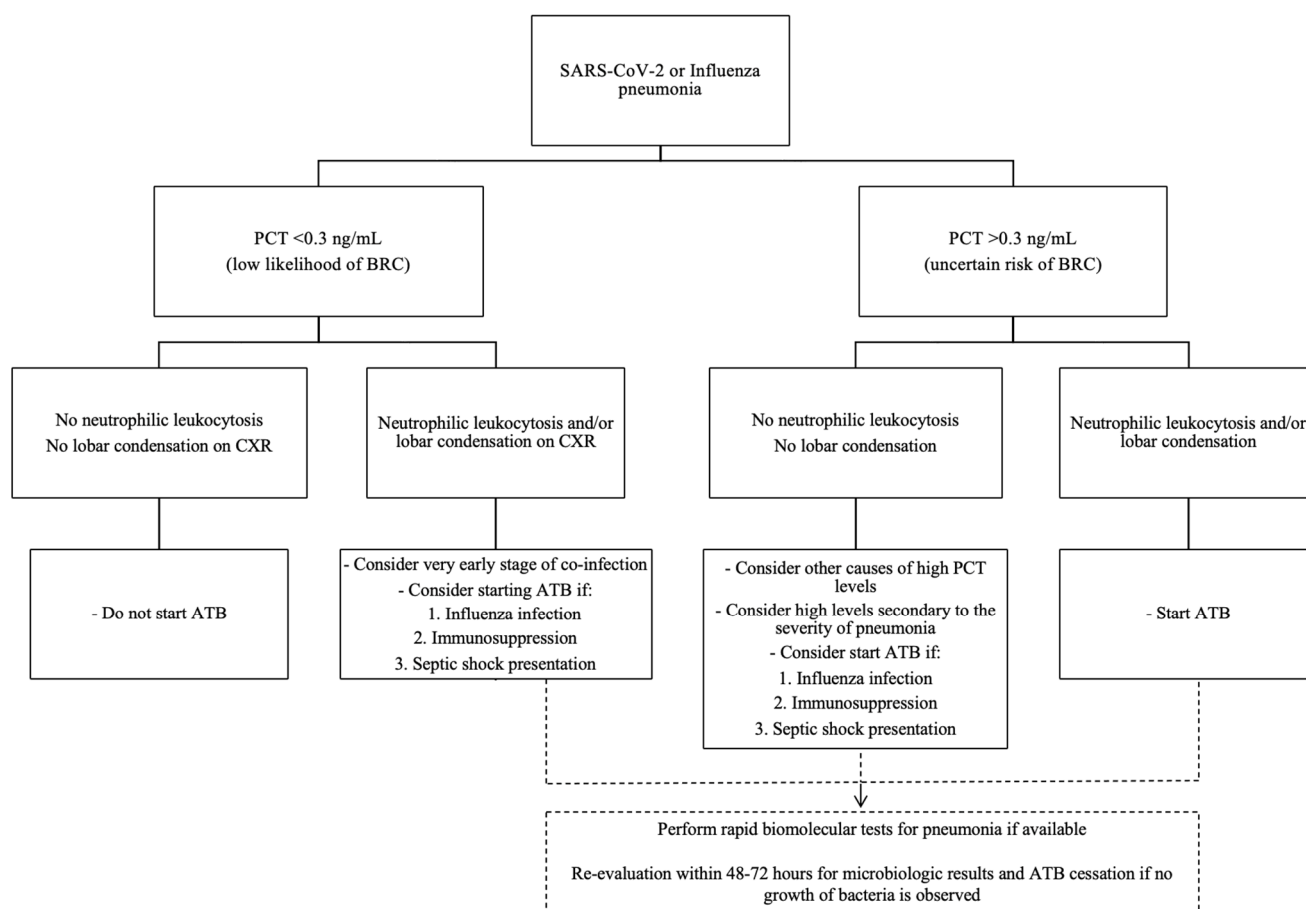 SARS-CoV-2 or Influenza
pneumonia
PCT <0.3 ng/mL
(low likelihood of BRC)
PCT >0.3 ng/mL
(uncertain risk of BRC)
No neutrophilic leukocytosis
No lobar condensation on CXR
Neutrophilic leukocytosis and/or
lobar condensation on CXR
No neutrophilic leukocytosis
No lobar condensation
Neutrophilic leukocytosis and/or
lobar condensation
- Do not start ATB
- Consider very early stage of co-infection
- Consider starting ATB if:
1. Influenza infection
2. Immunosuppression
3. Septic shock presentation
- Consider other causes of high PCT
levels
- Consider high levels secondary to the
severity of pneumonia
- Consider start ATB if:
1. Influenza infection
2. Immunosuppression
3. Septic shock presentation
- Start ATB
Perform rapid biomolecular tests for pneumonia if available
Re-evaluation within 48-72 hours for microbiologic results and ATB cessation if no
growth of bacteria is observed